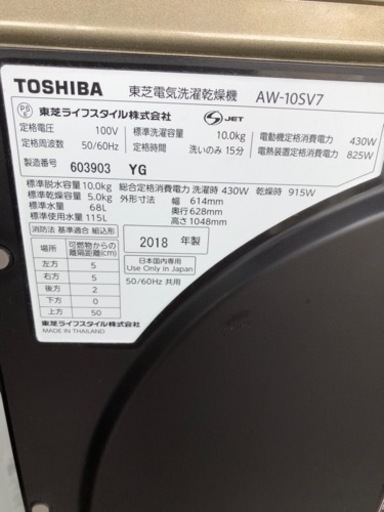 TOSHIBA 東芝電気洗濯乾燥機 AW-10SV7
東芝ライフスタイル株式会社 JET
定格電圧 100V 標準洗濯容量 10.0kg 電動機定格消費電力 430W
定格周波数 50/60Hz 定格時間 洗いのみ 15分 電熱装置定格消費電力 825W
製造番号 603903 YG
標準脱水容量 10.0kg 総合定格消費電力 洗濯時 430W 乾燥時 915W
標準乾燥容量 5.0kg 外形寸法 幅 614mm
標準水量 68L 奥行 628mm
標準使用水量 115L 高さ 1048mm
消防法 基準適合 組込形
場所 可燃物からの離隔距離(cm)
左方 5
右方 5
後方 2
下方 0
上方 50
2018 年製
日本国内専用
Use Only in Japan
50/60Hz 共用
東芝ライフスタイル株式会社
MADE IN THAILAND